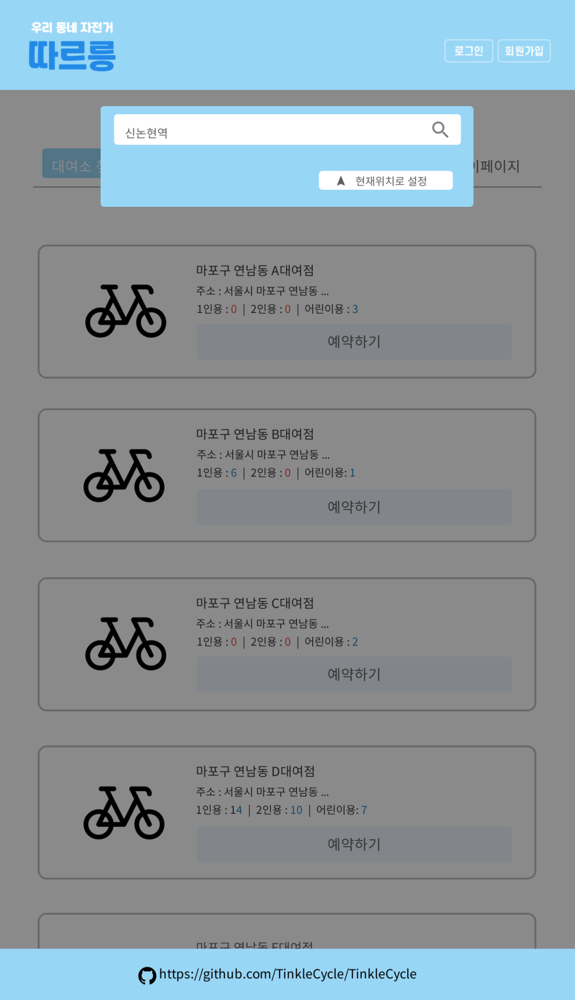 우리 동네 자전거
따르릉
로그인 회원가입
신논현역
대여소
이페이지
현재위치로 설정
마포구 연남동 A대여점
주소 : 서울시 마포구 연남동 ...
1인용 : 0 | 2인용 : 0 | 어린이용 : 3
예약하기
마포구 연남동 B대여점
주소 : 서울시 마포구 연남동 ...
1인용 : 6 | 2인용 : 0 | 어린이용: 1
예약하기
마포구 연남동 C대여점
주소 : 서울시 마포구 연남동 ...
1인용 : 0 | 2인용 : 0 | 어린이용 : 2
예약하기
마포구 연남동 D대여점
주소 : 서울시 마포구 연남동 ...
1인용 : 14 | 2인용 : 10 | 어린이용: 7
예약하기
마포구 연남동 E대여점
https://github.com/TinkleCycle/TinkleCycle